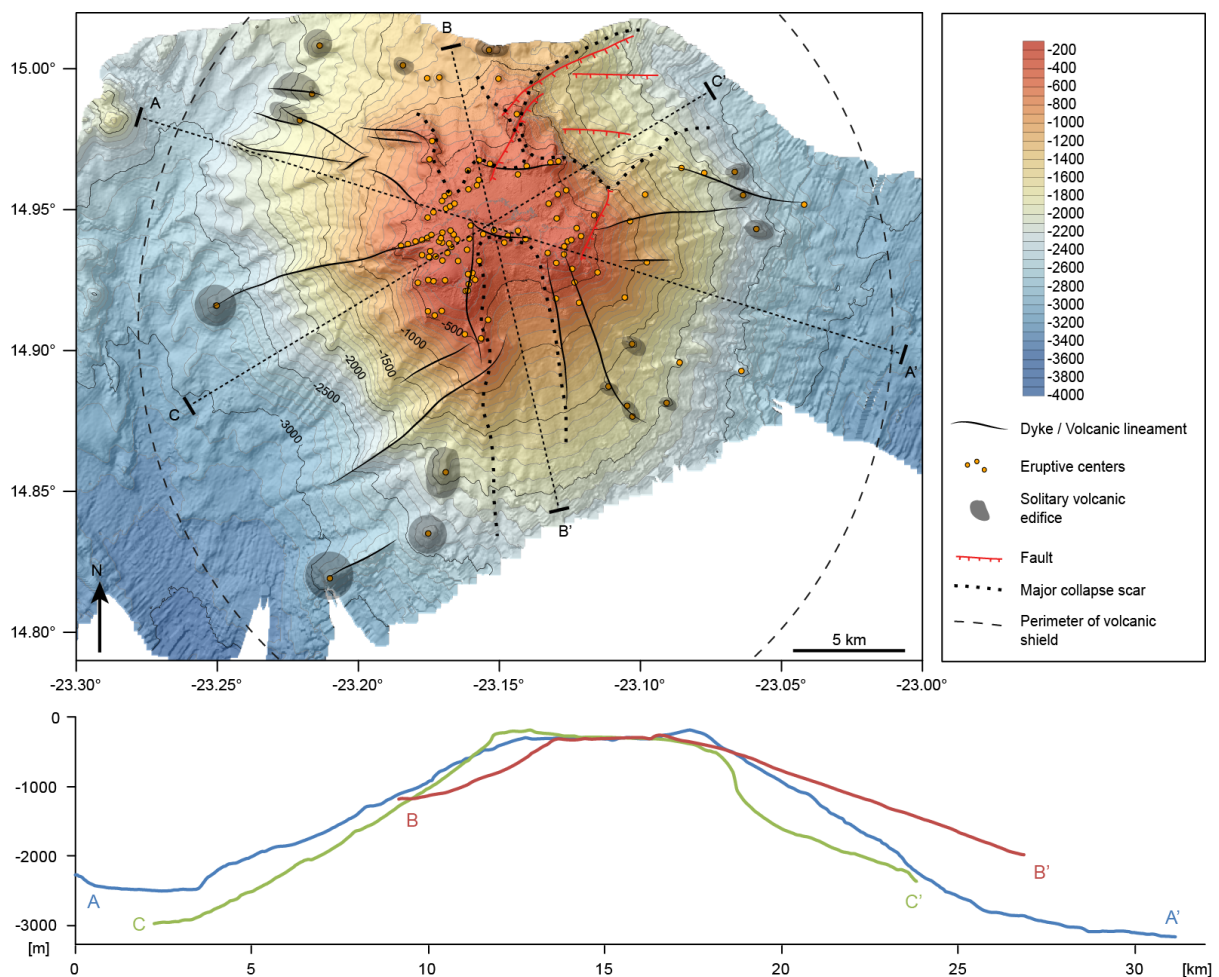 B
15.00°
C'
A
14.95°
14.90°
-500
-1000
-1500
-2000
-2500
-3000
A'
C
14.85°
B'
N
14.80°
5 km
-23.30°
-23.25°
-23.20°
-23.15°
-23.10°
-23.05°
-23.00°
-200
-400
-600
-800
-1000
-1200
-1400
-1600
-1800
-2000
-2200
-2400
-2600
-2800
-3000
-3200
-3400
-3600
-3800
-4000
Dyke / Volcanic lineament
Eruptive centers
Solitary volcanic
edifice
Fault
Major collapse scar
Perimeter of volcanic
shield
0
-1000
-2000
-3000
[m]
A
C
B
B'
C'
A'
0
5
10
15
20
25
30
[km]